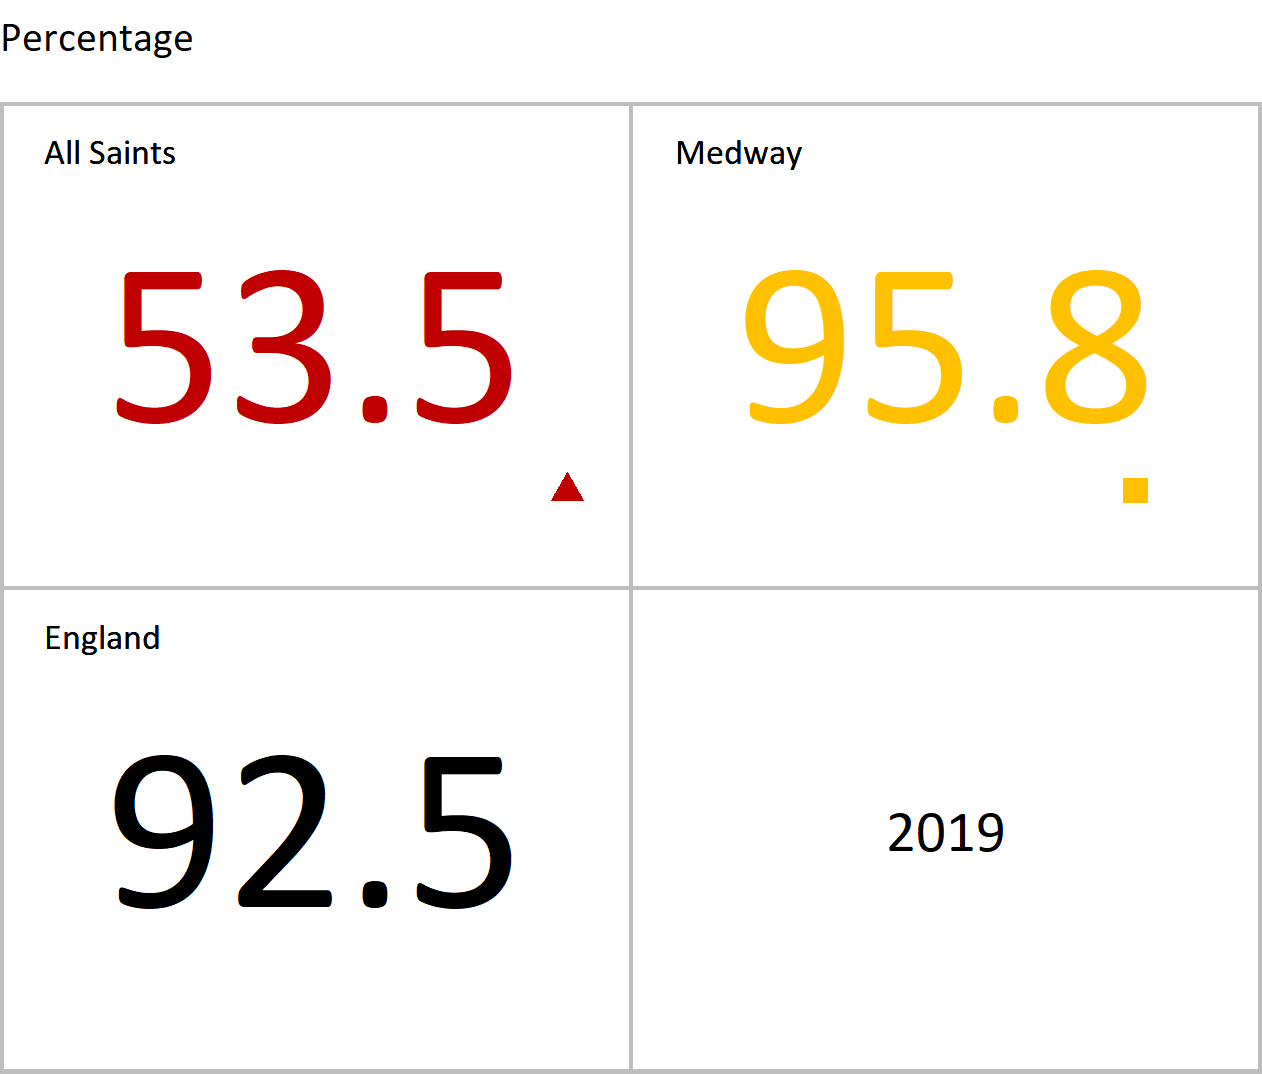 Percentage
All Saints
53.5
Medway
95.8
England
92.5
2019